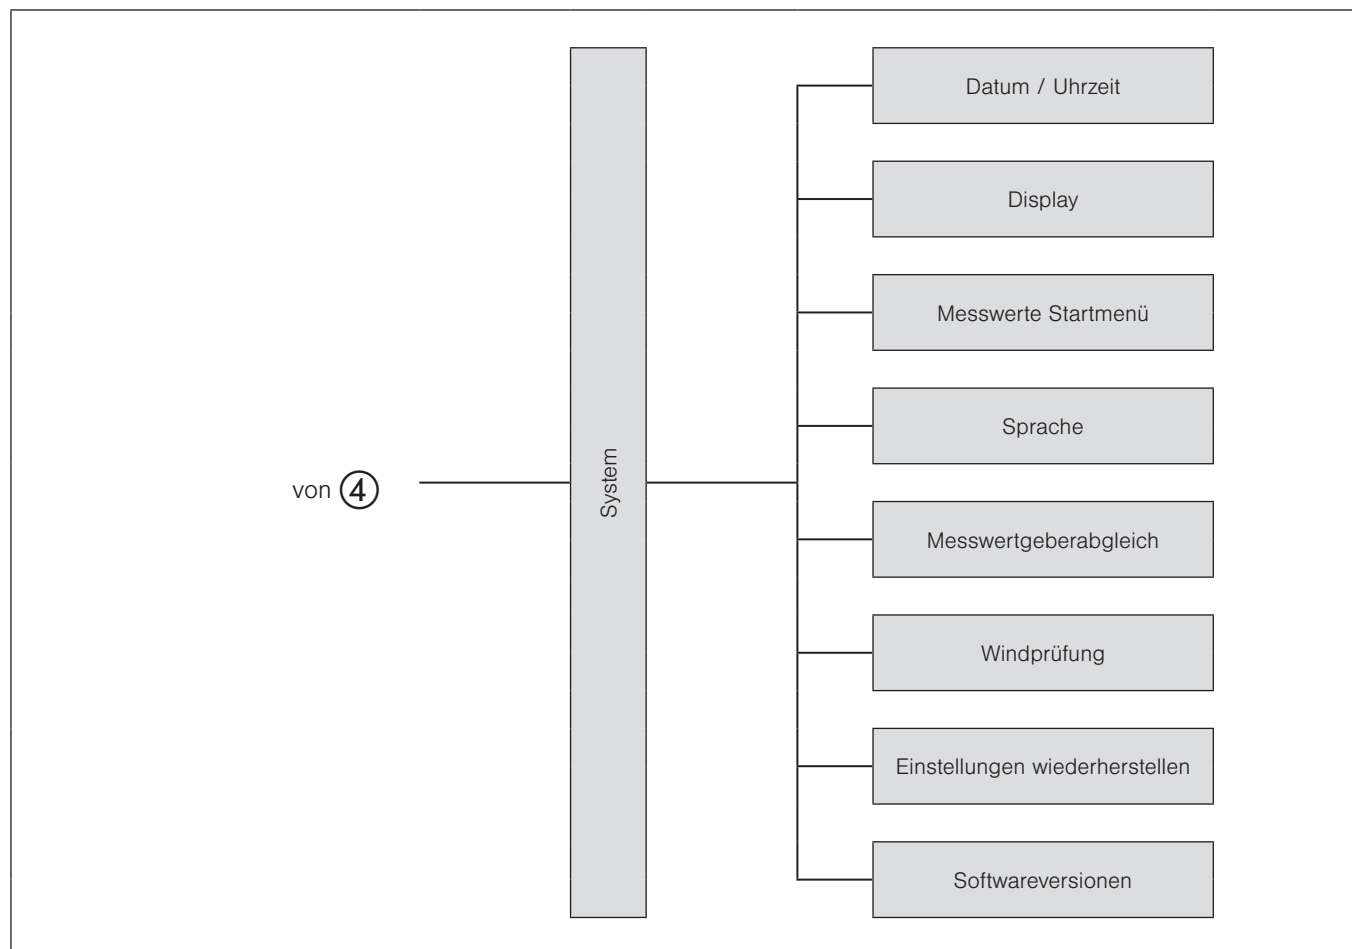 von ④
System
Datum / Uhrzeit
Display
Messwerte Startmenü
Sprache
Messwertgeberabgleich
Windprüfung
Einstellungen wiederherstellen
Softwareversionen